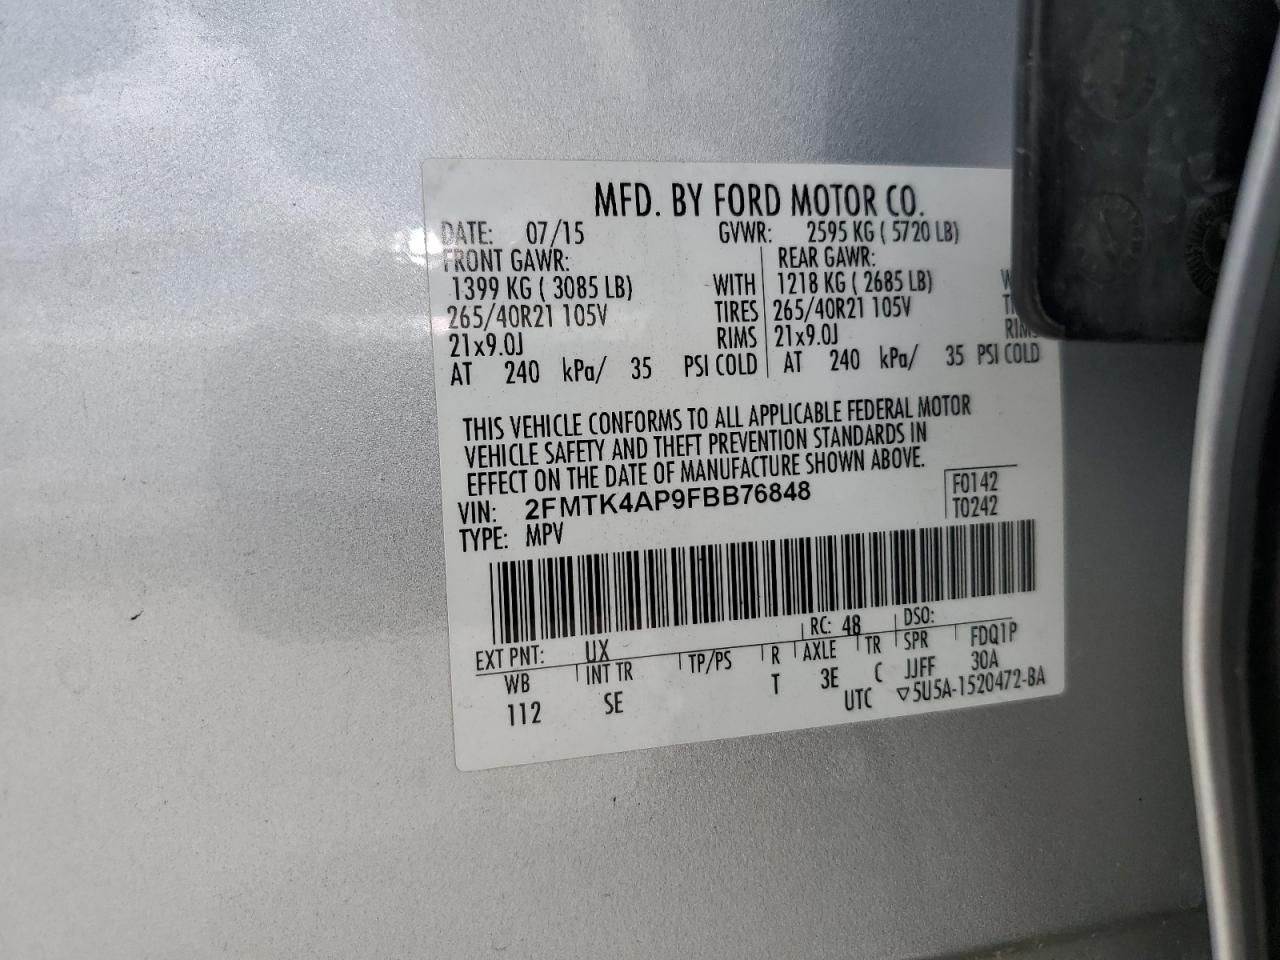 MFD. BY FORD MOTOR CO.
DATE: 07/15 GVWR: 2595 KG ( 5720 LB)
FRONT GAWR: REAR GAWR:
1399 KG ( 3085 LB) WITH 1218 KG ( 2685 LB)
265/40R21 105V TIRES 265/40R21 105V
21x9.0J RIMS 21x9.0J RIMS
AT 240 kPa/ 35 PSI COLD AT 240 kPa/ 35 PSI COLD
THIS VEHICLE CONFORMS TO ALL APPLICABLE FEDERAL MOTOR
VEHICLE SAFETY AND THEFT PREVENTION STANDARDS IN
EFFECT ON THE DATE OF MANUFACTURE SHOWN ABOVE.
VIN: 2FMTK4AP9FBB76848 F0142
TYPE: MPV T0242
EXT PNT: UX RC: 48 DSO: FDQ1P
WB INT TR TP/PS R AXLE TR SPR 30A
112 SE T 3E C JJFF
UTC ▽5U5A-1520472-BA